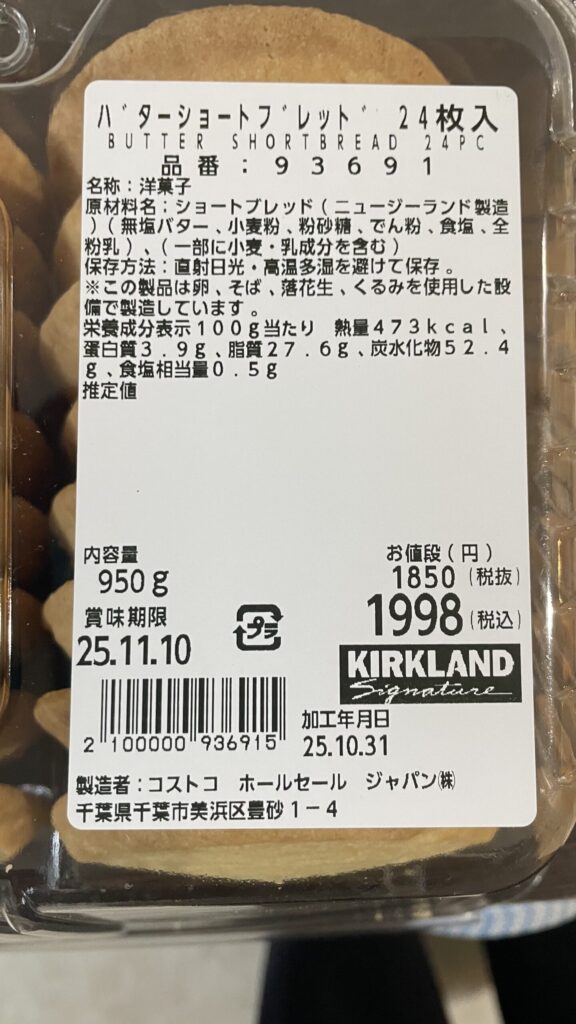 バターショートブレッド 24枚入
BUTTER SHORTBREAD 24PC
品番:93691
名称:洋菓子
原材料名:ショートブレッド(ニュージーランド製造
)(無塩バター、小麦粉、粉砂糖、でん粉、食塩、全
粉乳)、(一部に小麦・乳成分を含む)
保存方法:直射日光・高温多湿を避けて保存。
※この製品は卵、そば、落花生、くるみを使用した設
備で製造しています。
栄養成分表示100g当たり 熱量473kcal、
蛋白質3.9g、脂質27.6g、炭水化物52.4
g、食塩相当量0.5g
推定値
内容量
950g
お値段(円)
1850(税抜)
1998(税込)
賞味期限
25.11.10
プラ
KIRKLAND
Signature
2 100000 936915
加工年月日
25.10.31
製造者:コストコ ホールセール ジャパン㈱
千葉県千葉市美浜区豊砂1-4